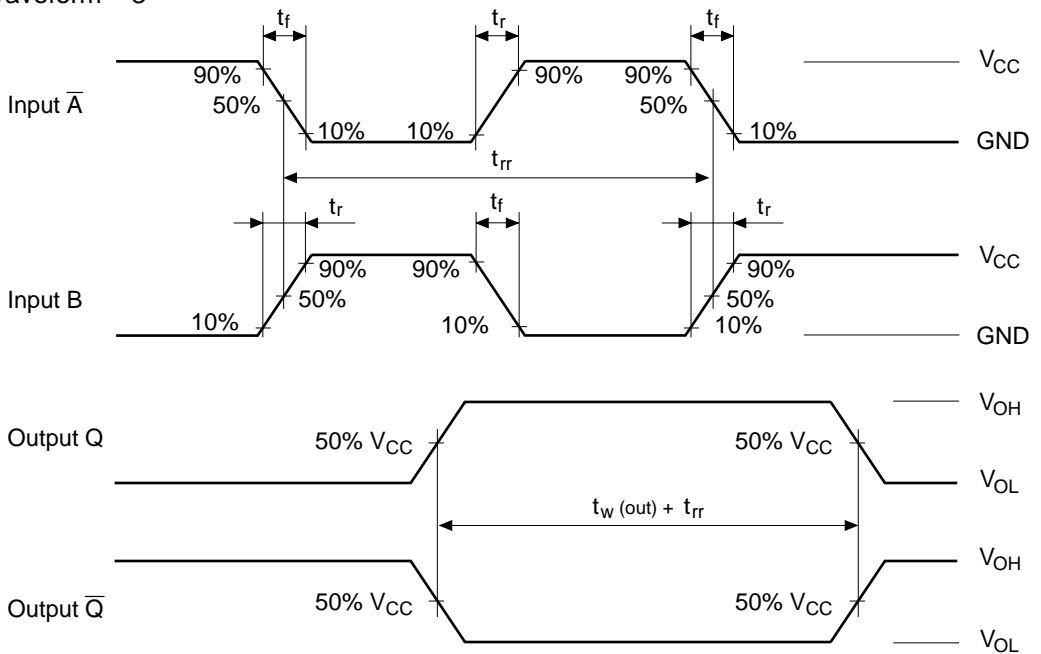 t_f t_r t_f
90% 90% 90% V_CC
Input A̅ 50% 50%
10% 10% 10% GND
t_rr
t_r t_f t_r
90% 90% 90% V_CC
Input B 50% 50%
10% 10% 10% GND
V_OH
Output Q 50% V_CC 50% V_CC
V_OL
t_w (out) + t_rr
V_OH
Output Q̅ 50% V_CC 50% V_CC
V_OL